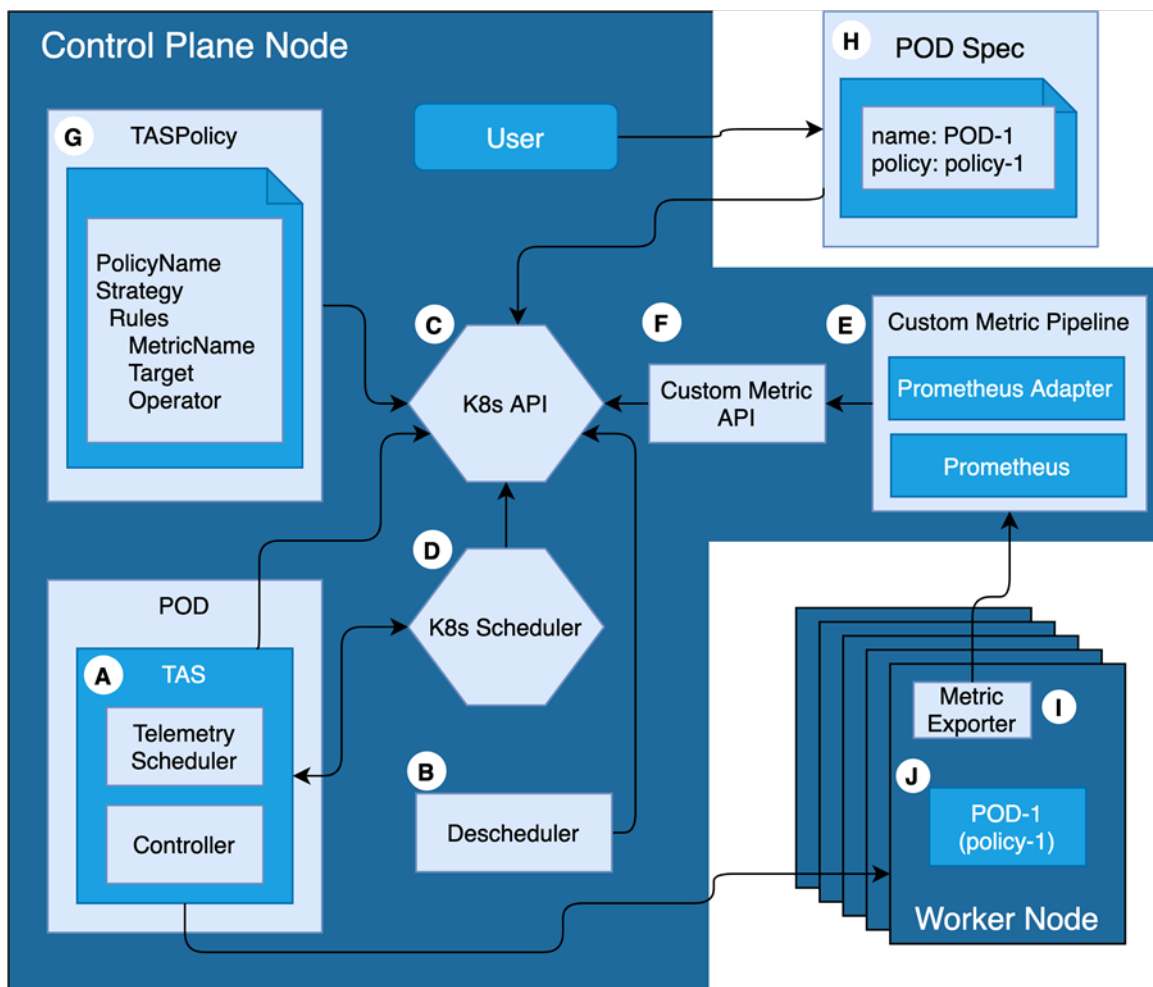 Control Plane Node
H
POD Spec
name: POD-1
policy: policy-1
User
G
TASPolicy
PolicyName
Strategy
Rules
MetricName
Target
Operator
C
K8s API
F
Custom Metric
API
E
Custom Metric Pipeline
Prometheus Adapter
Prometheus
D
K8s Scheduler
POD
A
TAS
Telemetry
Scheduler
Controller
B
Descheduler
Metric
Exporter
I
J
POD-1
(policy-1)
Worker Node